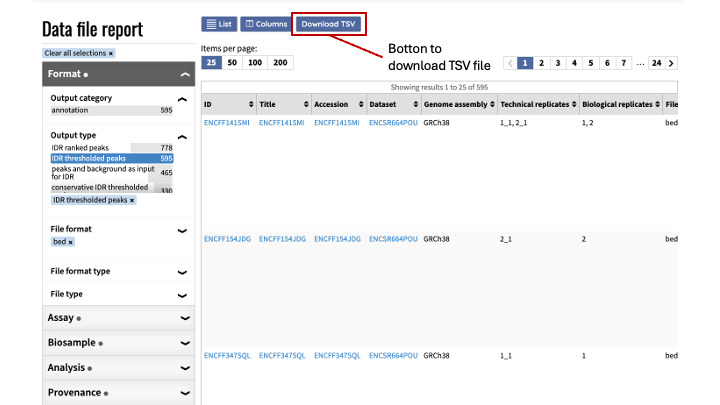 Data file report
List
Columns
Download TSV
Botton to
download TSV file
Clear all selections ×
Items per page:
25 50 100 200
1 2 3 4 5 6 7 ... 24
Format
Output category
annotation 595
Output type
IDR ranked peaks 778
IDR thresholded peaks 595
peaks and background as input 465
for IDR
conservative IDR thresholded 330
IDR thresholded peaks ×
File format
bed ×
File format type
File type
Assay
Biosample
Analysis
Provenance
Showing results 1 to 25 of 595
ID Title Accession Dataset Genome assembly Technical replicates Biological replicates File
ENCFF141SMI ENCFF141SMI ENCFF141SMI ENCSR664POU GRCh38 1_1, 2_1 1, 2 bed
ENCFF154JDG ENCFF154JDG ENCFF154JDG ENCSR664POU GRCh38 2_1 2 bed
ENCFF347SQL ENCFF347SQL ENCFF347SQL ENCSR664POU GRCh38 1_1 1 bed